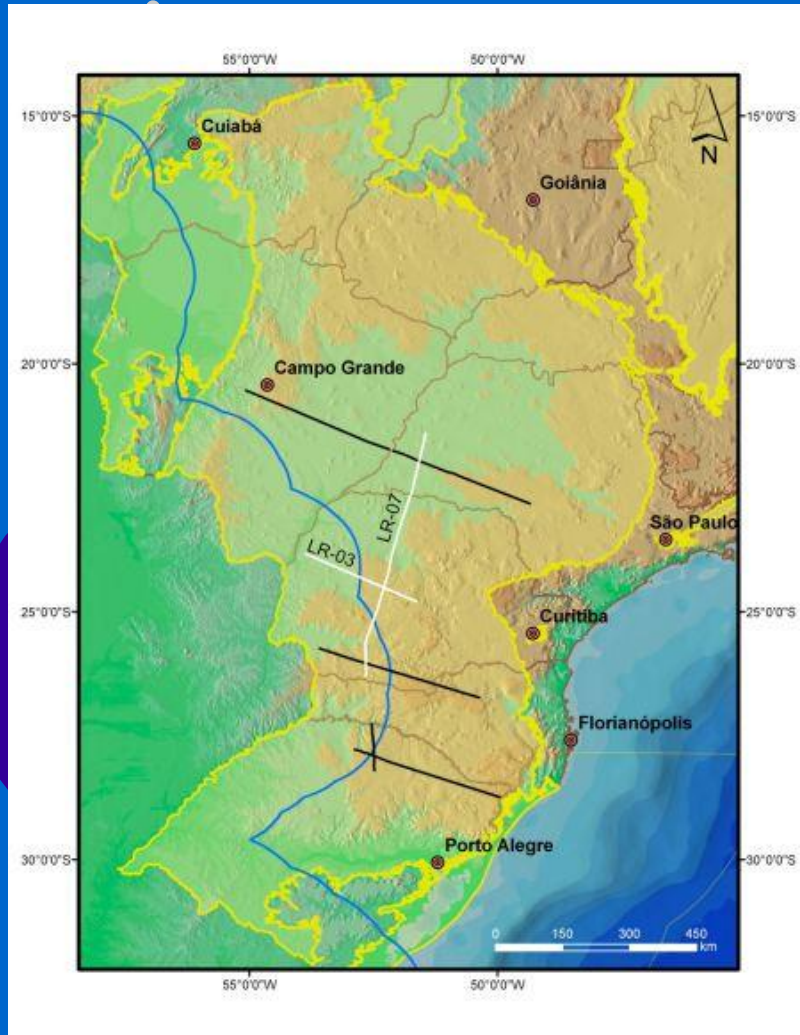 55°0'0"W
50°0'0"W
15°0'0"S
15°0'0"S
Cuiabá
N
Goiânia
20°0'0"S
20°0'0"S
Campo Grande
LR-07
São Paulo
LR-03
25°0'0"S
25°0'0"S
Curitiba
Florianópolis
Porto Alegre
30°0'0"S
30°0'0"S
0 150 300 450
km
55°0'0"W
50°0'0"W